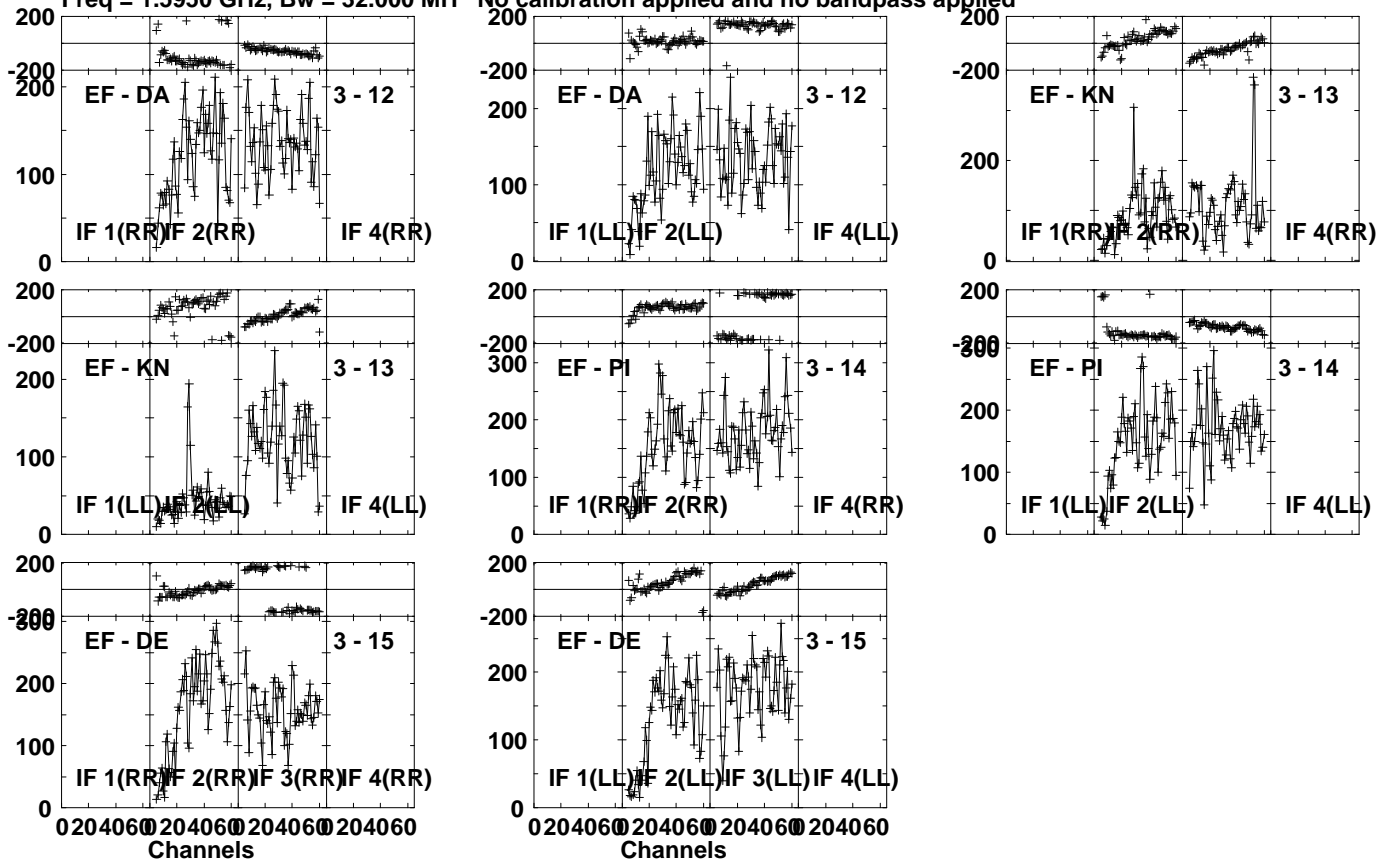 Freq = 1.5950 GHz, Bw = 32.000 MH No calibration applied and no bandpass applied
200
-200
200
100
0
EF - DA
3 - 12
IF 1(RR)
IF 2(RR)
IF 4(RR)
200
-200
200
100
0
EF - DA
3 - 12
IF 1(LL)
IF 2(LL)
IF 4(LL)
200
-200
200
0
EF - KN
3 - 13
IF 1(RR)
IF 2(RR)
IF 4(RR)
200
-200
200
100
0
EF - KN
3 - 13
IF 1(LL)
IF 2(LL)
IF 4(LL)
200
-200
300
200
100
0
EF - PI
3 - 14
IF 1(RR)
IF 2(RR)
IF 4(RR)
200
-200
300
200
100
0
EF - PI
3 - 14
IF 1(LL)
IF 2(LL)
IF 4(LL)
200
-200
300
200
100
0
EF - DE
3 - 15
IF 1(RR)
IF 2(RR)
IF 3(RR)
IF 4(RR)
0 20 40 60 0 20 40 60 0 20 40 60 0 20 40 60
Channels
200
-200
200
100
0
EF - DE
3 - 15
IF 1(LL)
IF 2(LL)
IF 3(LL)
IF 4(LL)
0 20 40 60 0 20 40 60 0 20 40 60 0 20 40 60
Channels